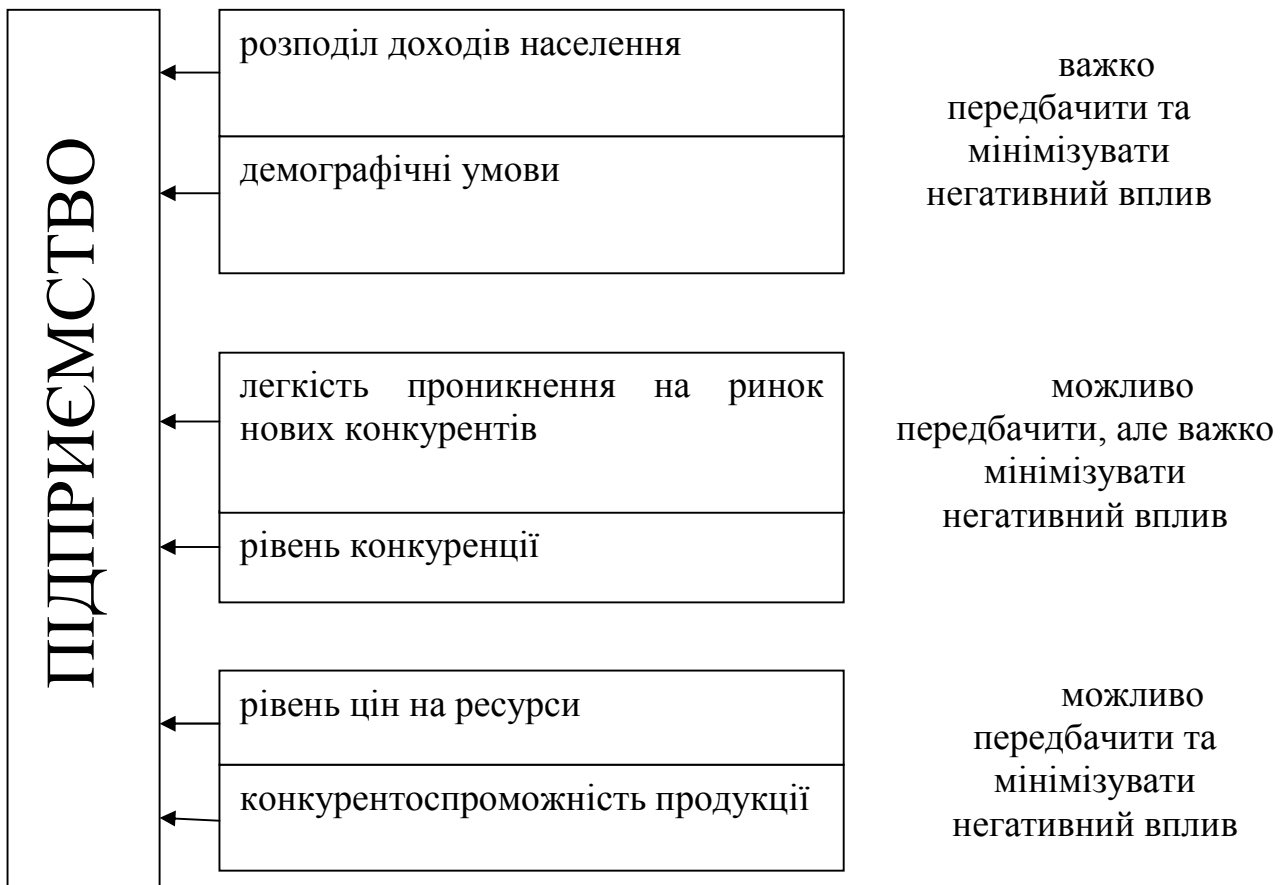 ПІДПРИЄМСТВО
розподіл доходів населення
демографічні умови
важко
передбачити та
мінімізувати
негативний вплив
легкість проникнення на ринок
нових конкурентів
рівень конкуренції
можливо
передбачити, але важко
мінімізувати
негативний вплив
рівень цін на ресурси
конкурентоспроможність продукції
можливо
передбачити та
мінімізувати
негативний вплив